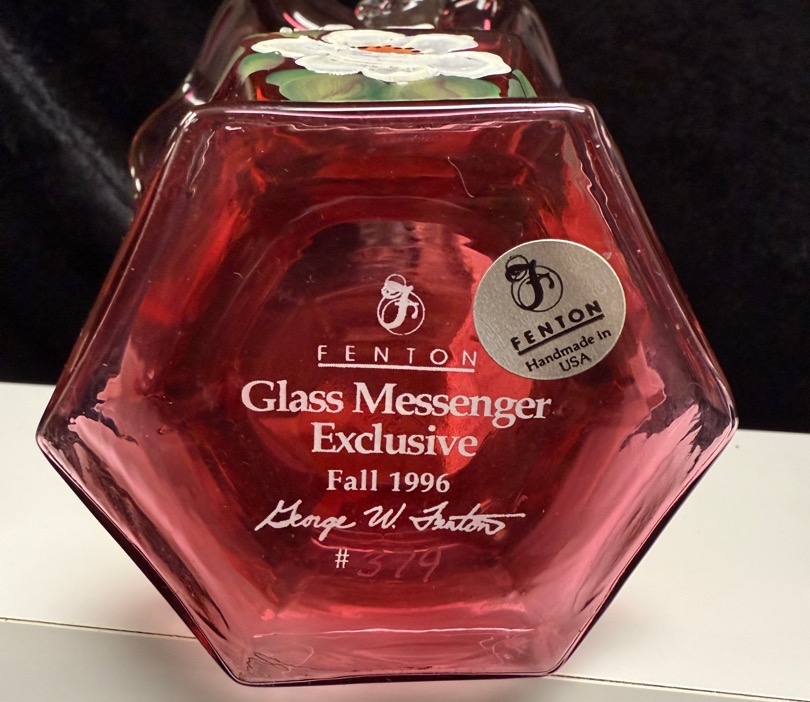 FENTON
Handmade in
USA
FENTON
Glass Messenger
Exclusive
Fall 1996
George W. Fenton
# 379